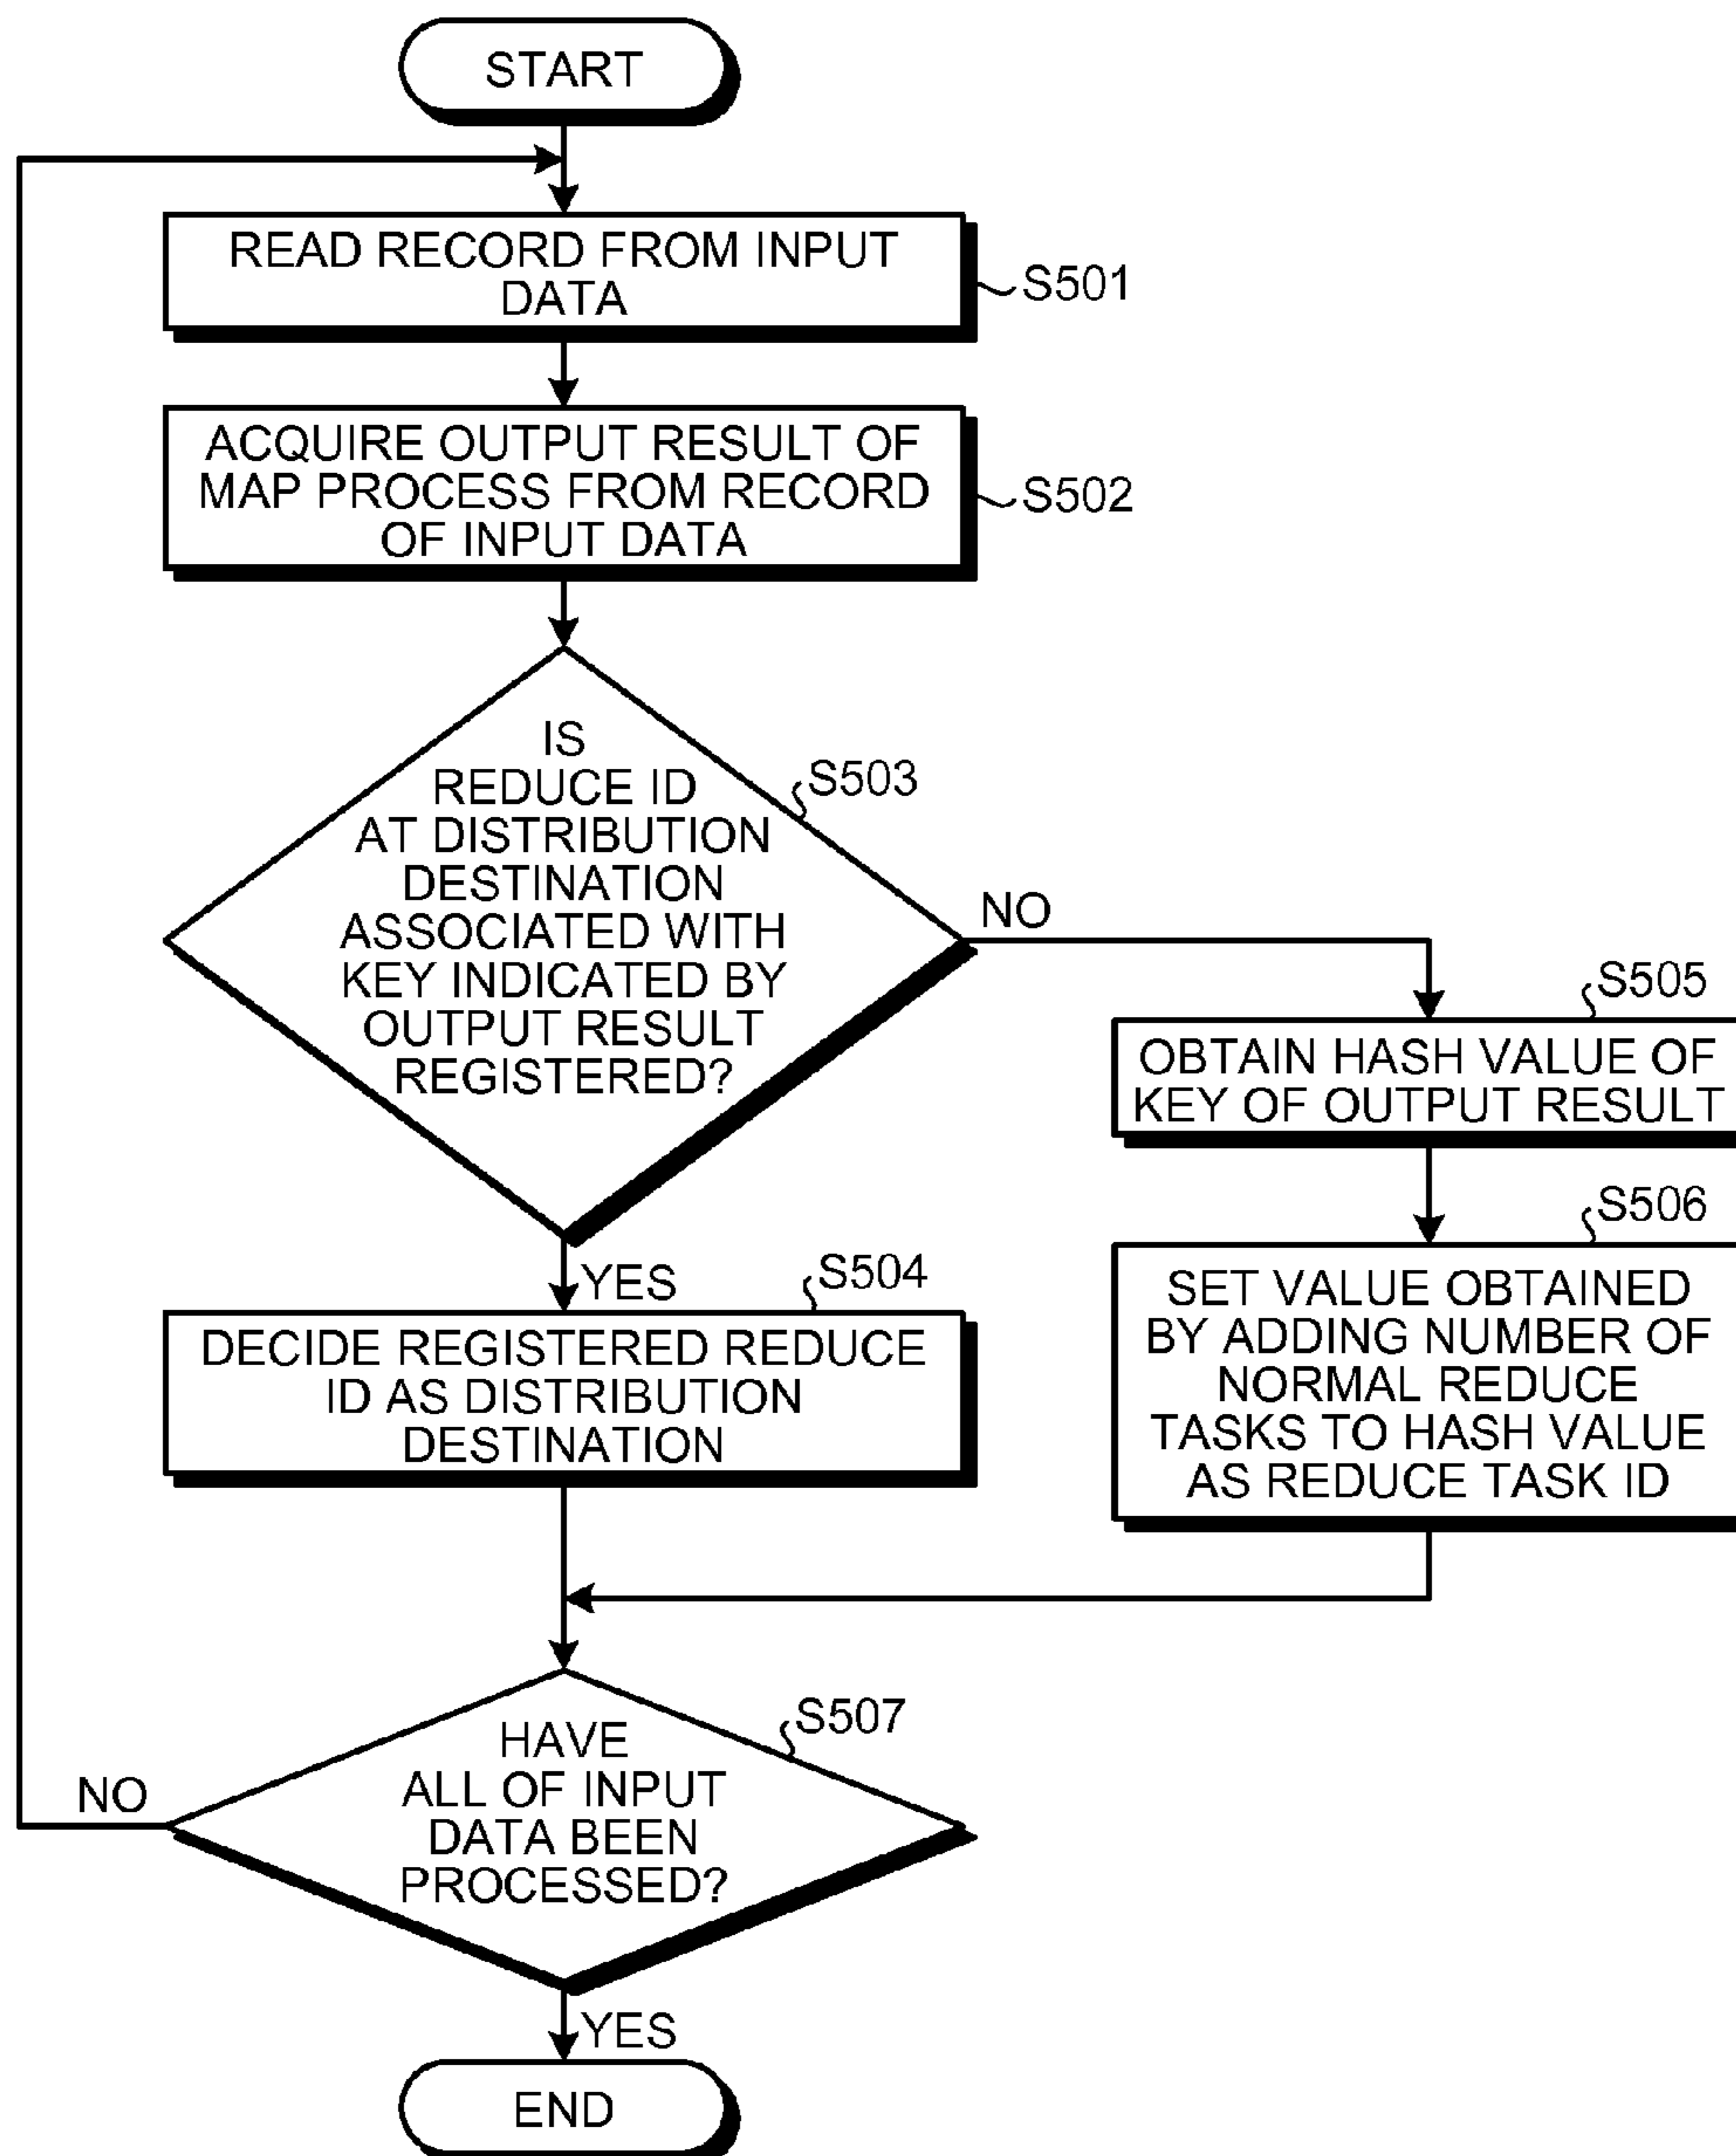 START
READ RECORD FROM INPUT
DATA
S501
ACQUIRE OUTPUT RESULT OF
MAP PROCESS FROM RECORD
OF INPUT DATA
S502
IS
REDUCE ID
AT DISTRIBUTION
DESTINATION
ASSOCIATED WITH
KEY INDICATED BY
OUTPUT RESULT
REGISTERED?
S503
NO
YES
S504
DECIDE REGISTERED REDUCE
ID AS DISTRIBUTION
DESTINATION
S505
OBTAIN HASH VALUE OF
KEY OF OUTPUT RESULT
S506
SET VALUE OBTAINED
BY ADDING NUMBER OF
NORMAL REDUCE
TASKS TO HASH VALUE
AS REDUCE TASK ID
S507
HAVE
ALL OF INPUT
DATA BEEN
PROCESSED?
NO
YES
END